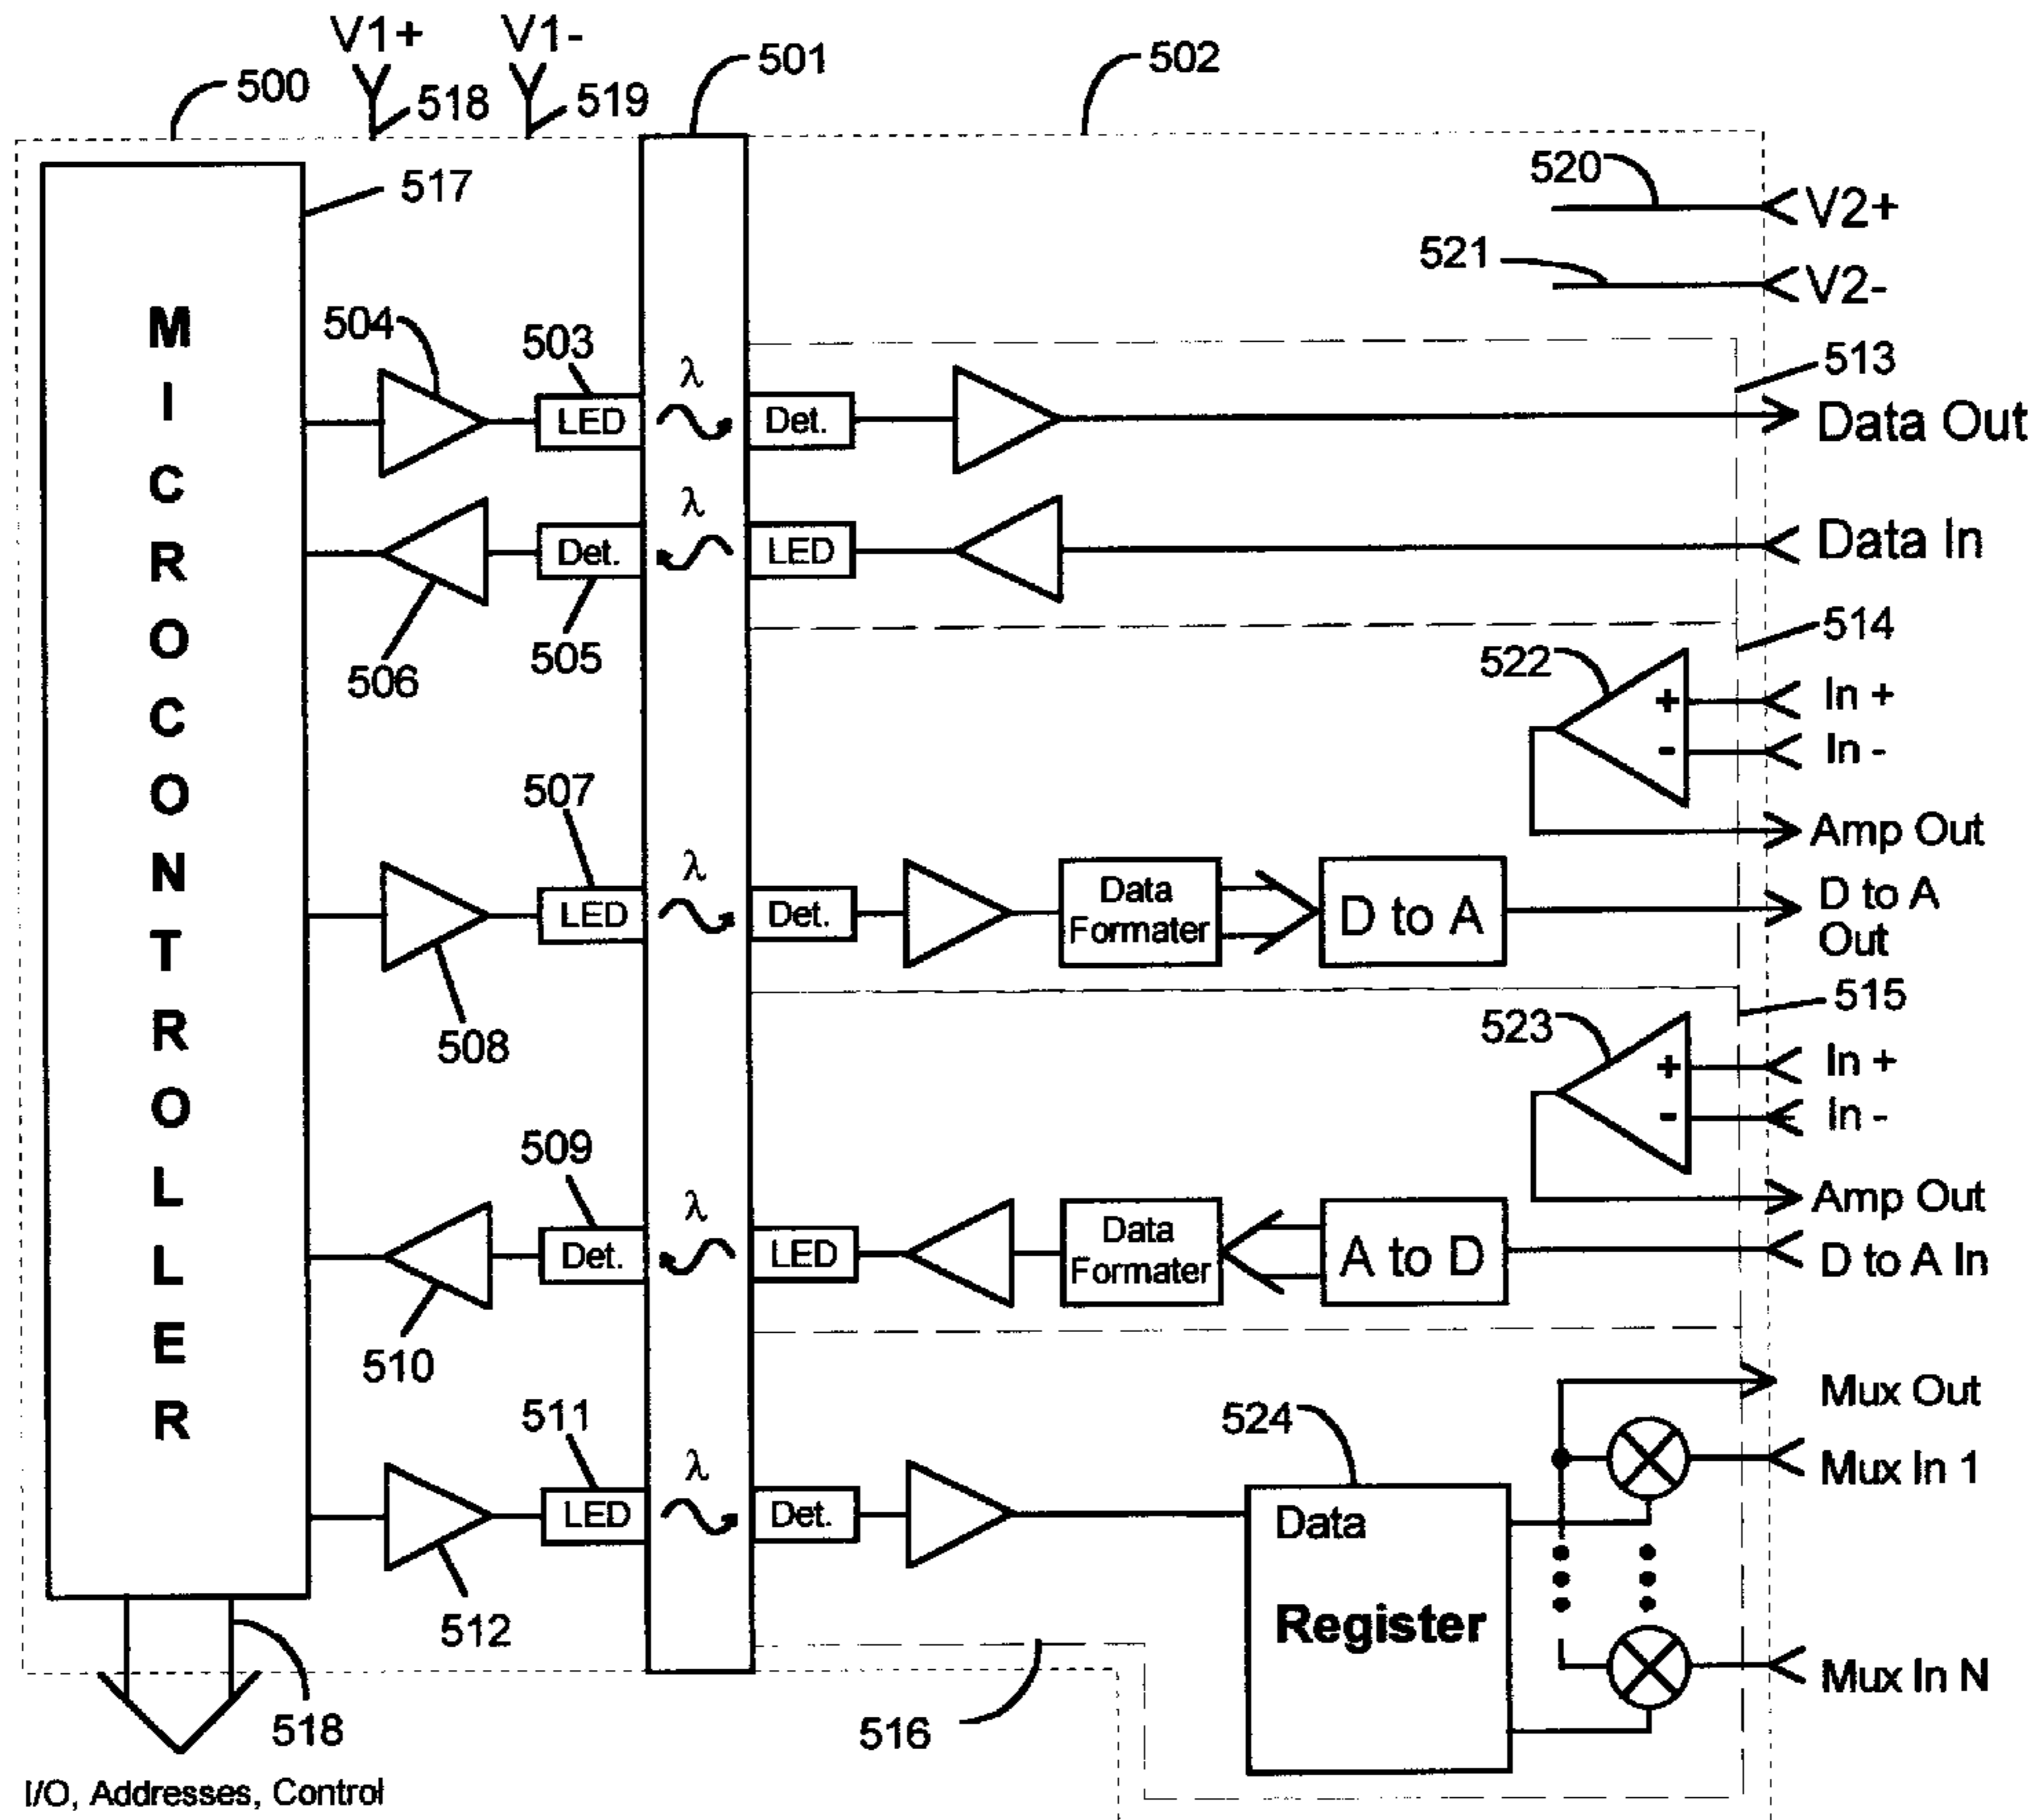 V1+ V1-
500 518 519 501 502
517
520 V2+
521 V2-
MICROCONTROLLER
504 503 λ 513
LED Det. Data Out
λ
Det. LED Data In
506 505 514
522 + In +
- In -
507 Amp Out
λ
LED Det. Data Formater D to A D to A Out
508 515
523 + In +
- In -
509 Amp Out
λ
Det. LED Data Formater A to D D to A In
510
511 524 Mux Out
λ Mux In 1
LED Det. Data
Register
512 Mux In N
518 516
I/O, Addresses, Control